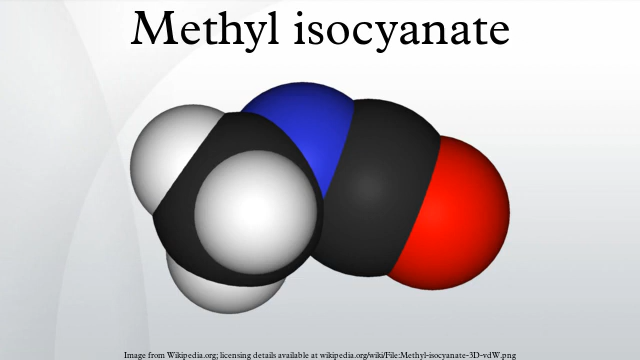 Methyl isocyanate
Image from Wikipedia.org; licensing details available at wikipedia.org/wiki/File:Methyl-isocyanate-3D-vdW.png